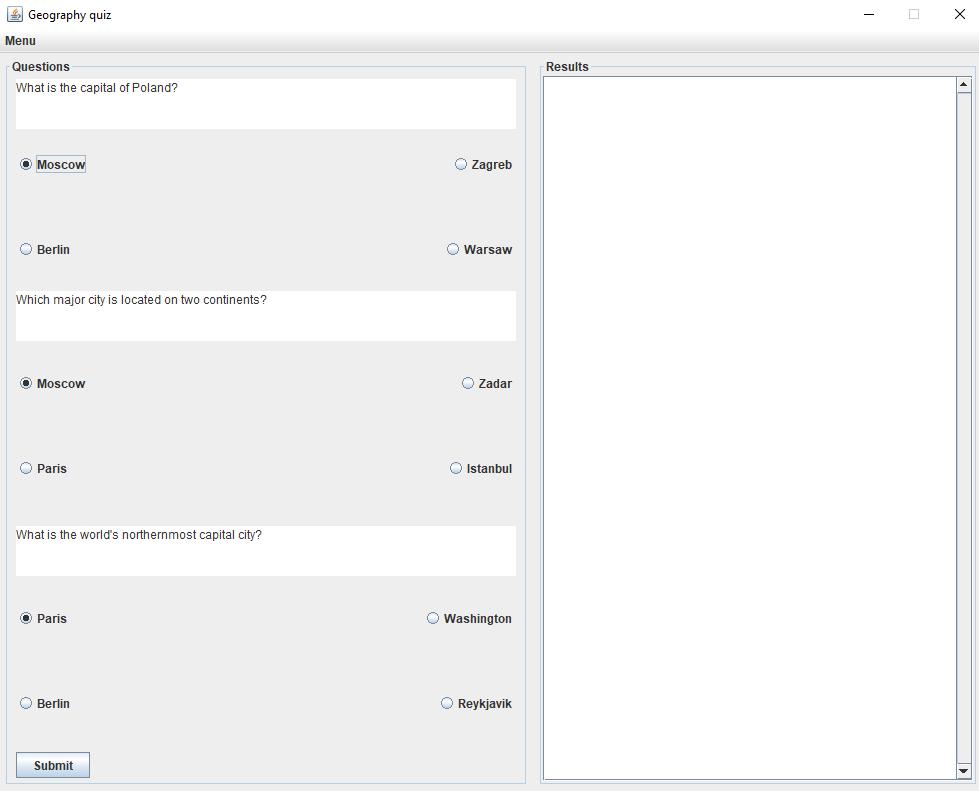 Geography quiz
Menu
Questions
What is the capital of Poland?
Moscow
Zagreb
Berlin
Warsaw
Which major city is located on two continents?
Moscow
Zadar
Paris
Istanbul
What is the world's northernmost capital city?
Paris
Washington
Berlin
Reykjavik
Submit
Results